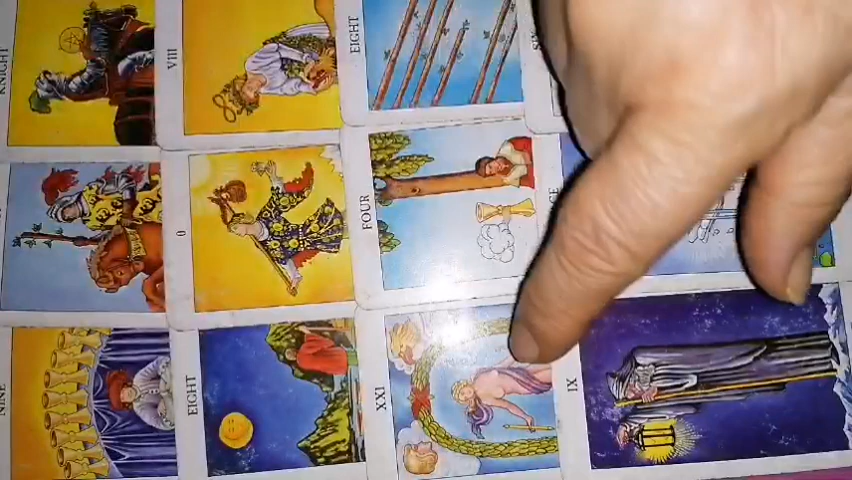 KNIGHT
VIII
EIGHT
0
FOUR
NINE
EIGHT
XXI
IX